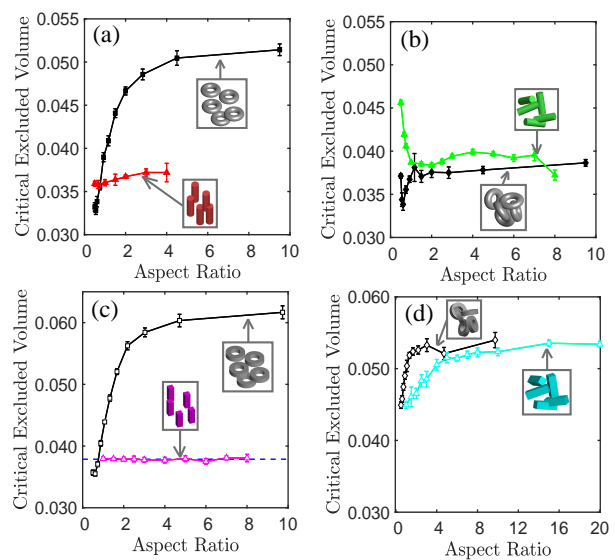 (a)
Critical Excluded Volume
0.055
0.050
0.045
0.040
0.035
0.030
0 2 4 6 8 10
Aspect Ratio
(b)
Critical Excluded Volume
0.050
0.045
0.040
0.035
0.030
0 2 4 6 8 10
Aspect Ratio
(c)
Critical Excluded Volume
0.060
0.050
0.040
0.030
0 2 4 6 8 10
Aspect Ratio
(d)
Critical Excluded Volume
0.060
0.050
0.040
0.030
0.000
0 4 8 12 16 20
Aspect Ratio